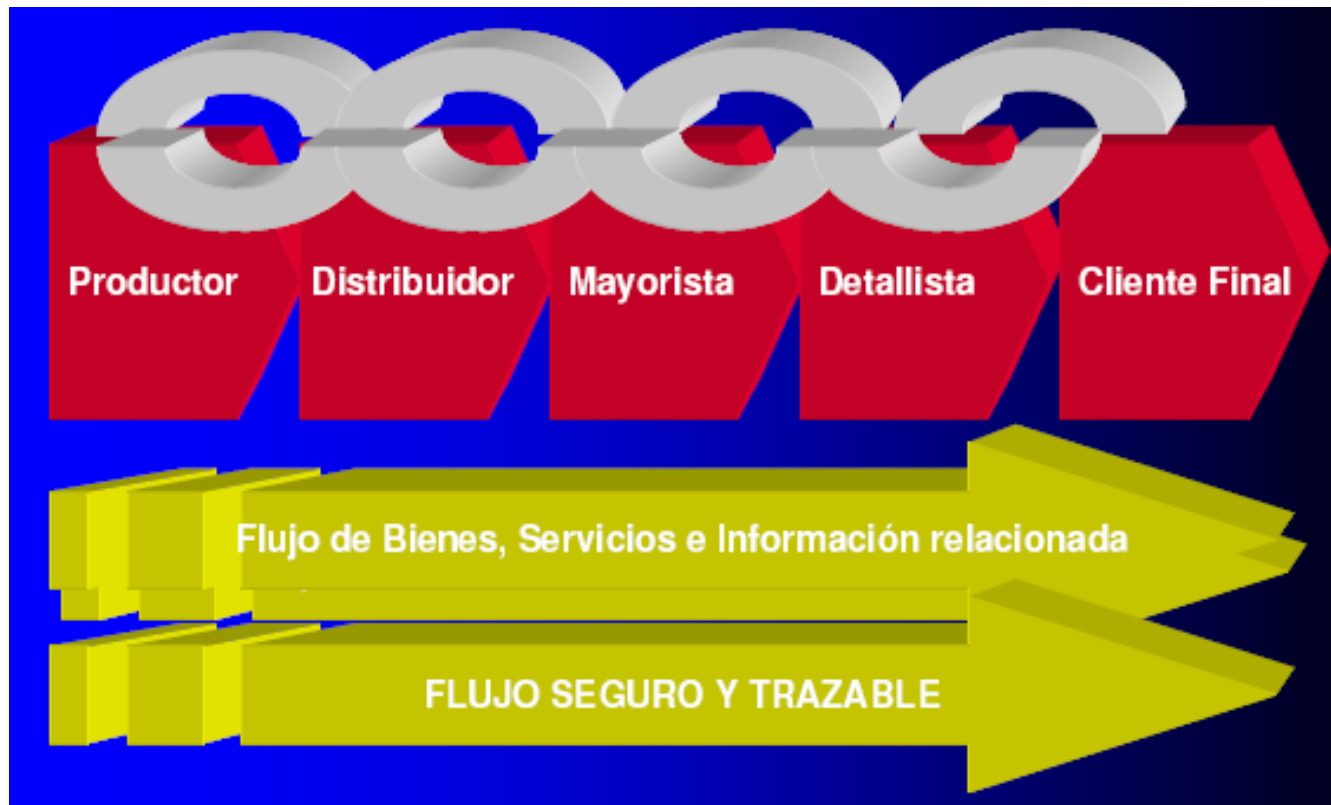 Productor
Distribuidor
Mayorista
Detallista
Cliente Final
Flujo de Bienes, Servicios e Información relacionada
FLUJO SEGURO Y TRAZABLE